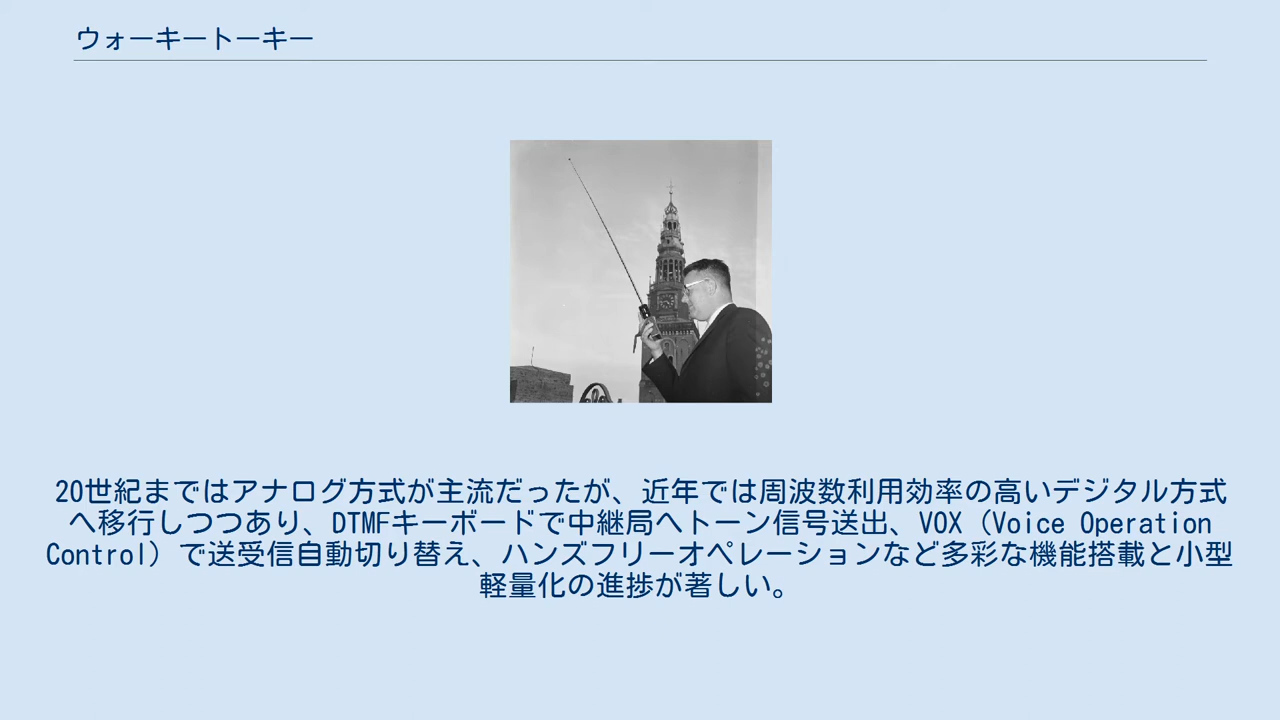 ウォーキートーキー
20世紀まではアナログ方式が主流だったが、近年では周波数利用効率の高いデジタル方式
へ移行しつつあり、DTMFキーボードで中継局へトーン信号送出、VOX（Voice Operation
Control）で送受信自動切り替え、ハンズフリーオペレーションなど多彩な機能搭載と小型
軽量化の進捗が著しい。